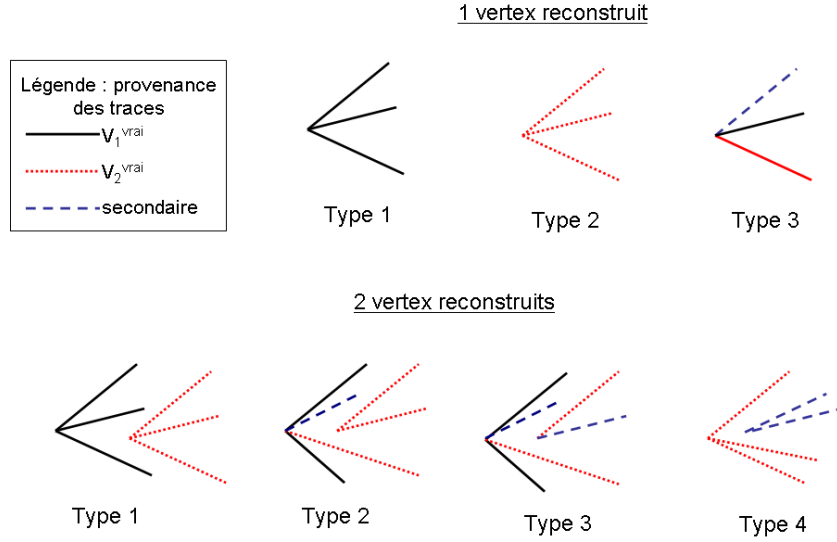 1 vertex reconstruit
Légende : provenance
des traces
V1vrai
V2vrai
secondaire
Type 1
Type 2
Type 3
2 vertex reconstruits
Type 1
Type 2
Type 3
Type 4